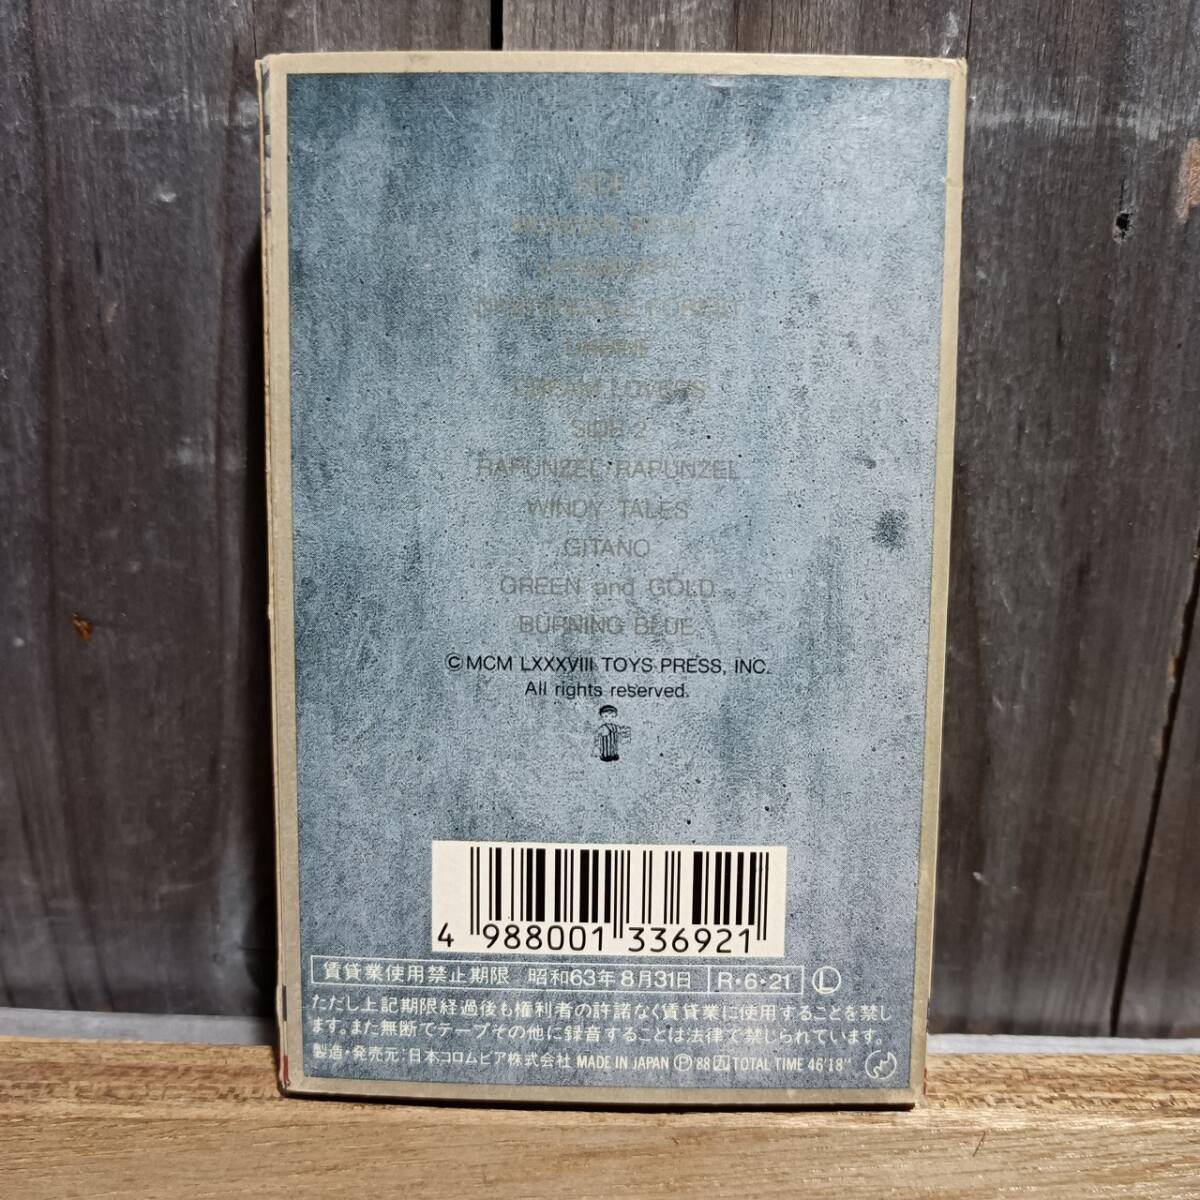 SIDE
UNDINE
LOVERS
SIDE 2
RAPUNZEL RAPUNZEL
WINDY TALES
GITANO
GREEN and GOLD
BURNING BLUE
©MCM LXXXVIII TOYS PRESS, INC.
All rights reserved.
4 988001 336921
賃貸業使用禁止期限 昭和63年8月31日 R・6・21 Ⓛ
ただし上記期限経過後も権利者の許諾なく賃貸業に使用することを禁じ
ます。また無断でテープその他に録音することは法律で禁じられています。
製造・発売元:日本コロムビア株式会社 MADE IN JAPAN Ⓟ'88 TOTAL TIME 46'18"